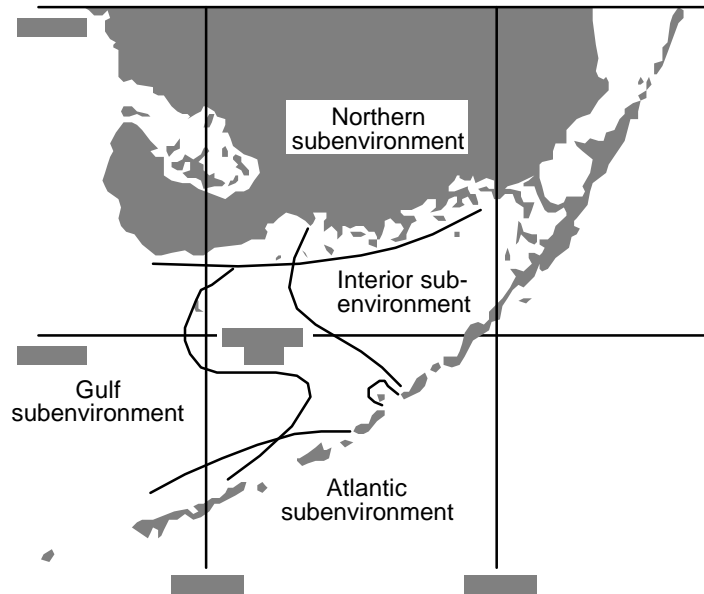 Northern
subenvironment
Interior sub-
environment
Gulf
subenvironment
Atlantic
subenvironment